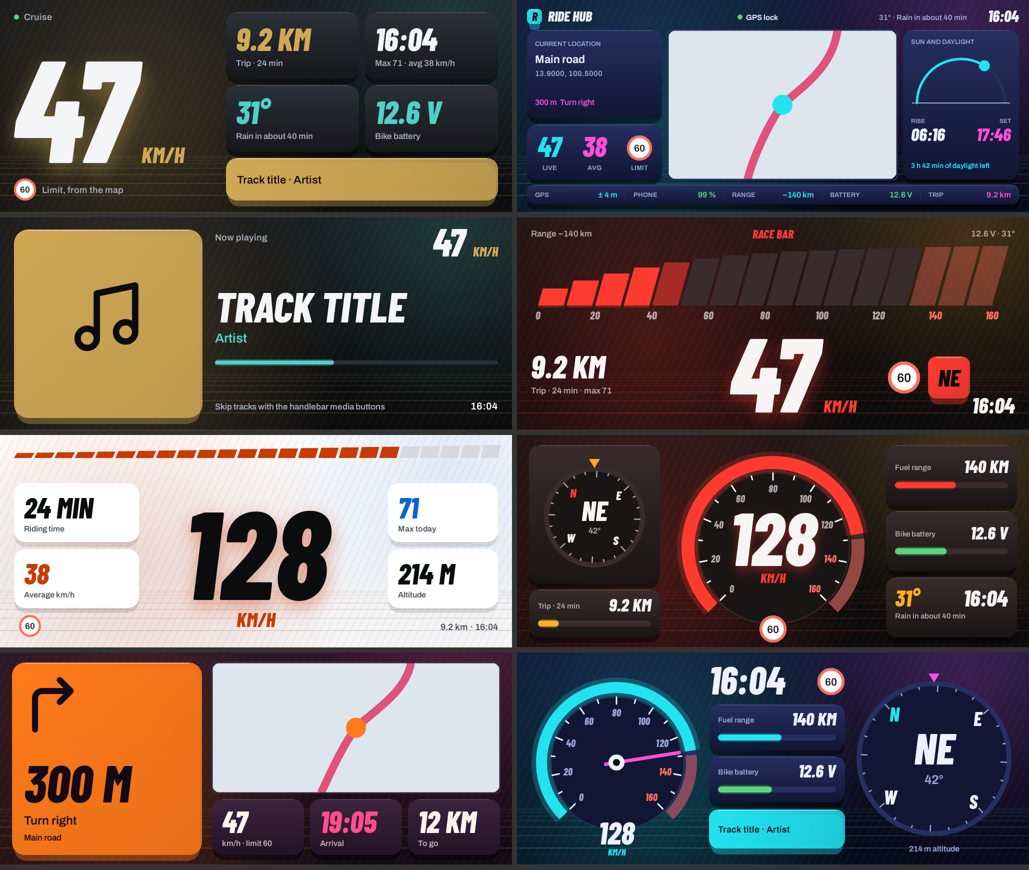 Cruise
47
KM/H
60 Limit, from the map
9.2 KM
Trip · 24 min
16:04
Max 71 · avg 38 km/h
31°
Rain in about 40 min
12.6 V
Bike battery
Track title · Artist
R RIDE HUB
GPS lock
31° · Rain in about 40 min
16:04
CURRENT LOCATION
Main road
13.9000, 100.5000
300 m Turn right
47 38 60
LIVE AVG LIMIT
SUN AND DAYLIGHT
RISE SET
06:16 17:46
3 h 42 min of daylight left
GPS ± 4 m PHONE 99 % RANGE ~140 km BATTERY 12.6 V TRIP 9.2 km
Now playing
47 KM/H
TRACK TITLE
Artist
Skip tracks with the handlebar media buttons
16:04
Range ~140 km
RACE BAR
12.6 V · 31°
0 20 40 60 80 100 120 140 160
9.2 KM
Trip · 24 min · max 71
47
KM/H
60
NE
16:04
24 MIN
Riding time
38
Average km/h
60
128
KM/H
71
Max today
214 M
Altitude
9.2 km · 16:04
N E
NE
42°
W S
Trip · 24 min 9.2 KM
0 20 40 60 80 100 120 140 160
128
KM/H
60
Fuel range 140 KM
Bike battery 12.6 V
31° 16:04
Rain in about 40 min
300 M
Turn right
Main road
47
km/h · limit 60
19:05
Arrival
12 KM
To go
0 20 40 60 80 100 120 140 160
128
KM/H
16:04 60
Fuel range 140 KM
Bike battery 12.6 V
Track title · Artist
N E
NE
42°
W S
214 m altitude